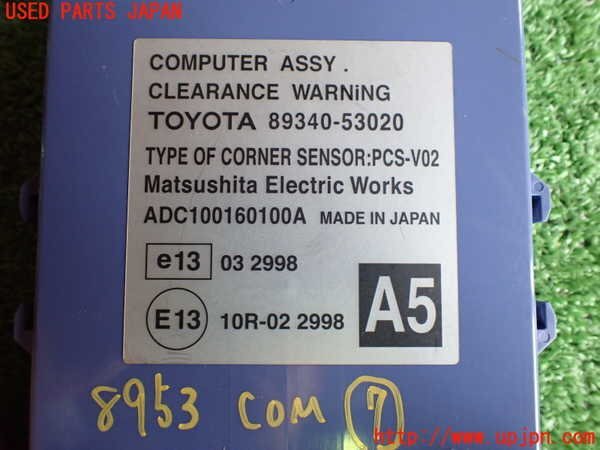 USED PARTS JAPAN
COMPUTER ASSY.
CLEARANCE WARNiNG
TOYOTA 89340-53020
TYPE OF CORNER SENSOR:PCS-V02
Matsushita Electric Works
ADC100160100A MADE IN JAPAN
e13 03 2998
E13 10R-02 2998
A5
8953 COM 7
http://www.upjpn.com